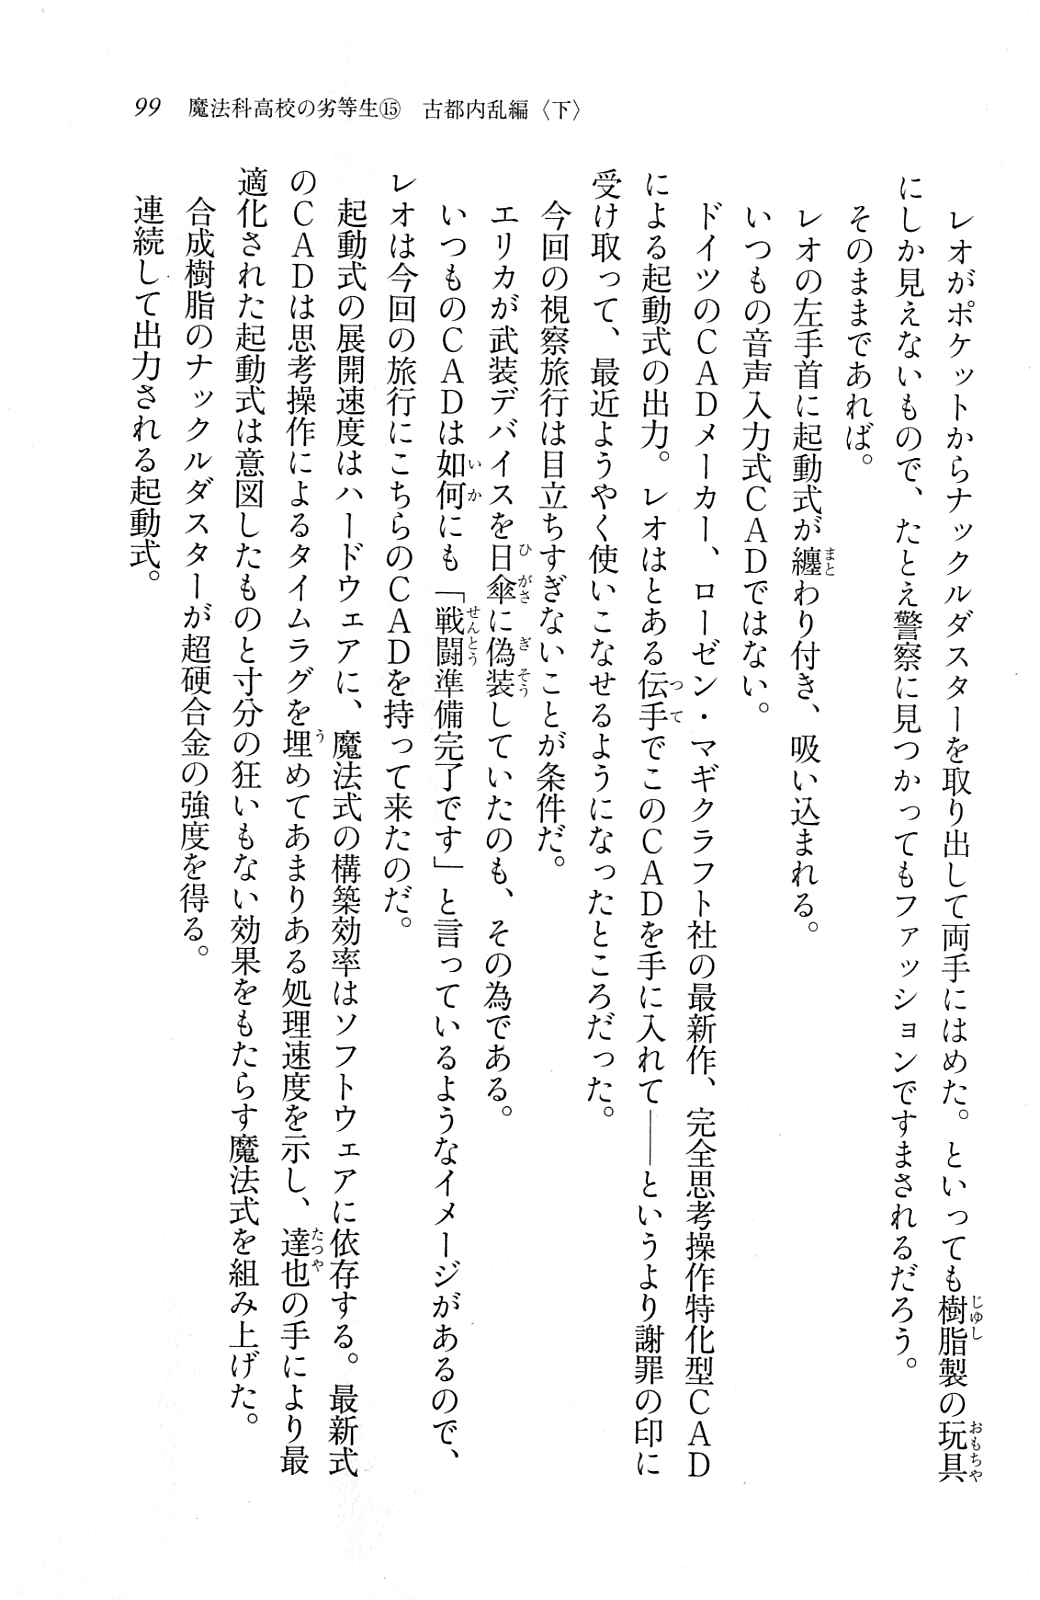 99　魔法科高校の劣等生⑮　古都内乱編〈下〉
　レオがポケットからナックルダスターを取り出して両手にはめた。といっても樹脂製の玩具
にしか見えないもので、たとえ警察に見つかってもファッションですまされるだろう。
　そのままであれば。
　レオの左手首に起動式が纏わり付き、吸い込まれる。
　いつもの音声入力式ＣＡＤではない。
　ドイツのＣＡＤメーカー、ローゼン・マギクラフト社の最新作、完全思考操作特化型ＣＡＤ
による起動式の出力。レオはとある伝手でこのＣＡＤを手に入れて――というより謝罪の印に
受け取って、最近ようやく使いこなせるようになったところだった。
　今回の視察旅行は目立ちすぎないことが条件だ。
　エリカが武装デバイスを日傘に偽装していたのも、その為である。
　いつものＣＡＤは如何にも「戦闘準備完了です」と言っているようなイメージがあるので、
レオは今回の旅行にこちらのＣＡＤを持って来たのだ。
　起動式の展開速度はハードウェアに、魔法式の構築効率はソフトウェアに依存する。最新式
のＣＡＤは思考操作によるタイムラグを埋めてあまりある処理速度を示し、達也の手により最
適化された起動式は意図したものと寸分の狂いもない効果をもたらす魔法式を組み上げた。
　合成樹脂のナックルダスターが超硬合金の強度を得る。
　連続して出力される起動式。